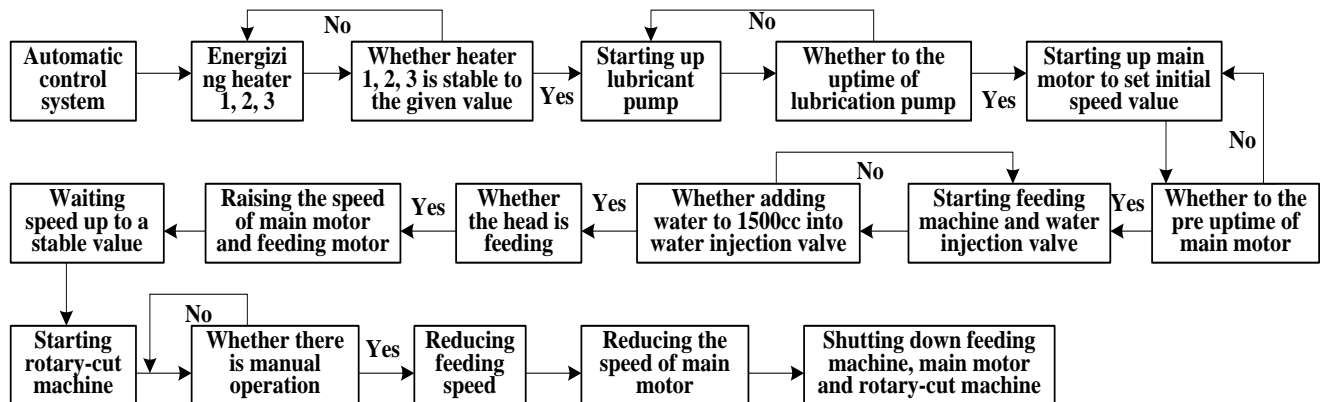 No
No
Automatic
control
system
Energizi
ng heater
1, 2, 3
Whether heater
1, 2, 3 is stable to
the given value
Yes
Starting up
lubricant
pump
Whether to the
uptime of
lubrication pump
Yes
Starting up main
motor to set initial
speed value
No
No
Waiting
speed up to a
stable value
Raising the speed
of main motor
and feeding motor
Yes
Whether
the head is
feeding
Yes
Whether adding
water to 1500cc into
water injection valve
Starting feeding
machine and water
injection valve
Yes
Whether to the
pre uptime of
main motor
No
Starting
rotary-cut
machine
Whether there
is manual
operation
Yes
Reducing
feeding
speed
Reducing the
speed of main
motor
Shutting down feeding
machine, main motor
and rotary-cut machine